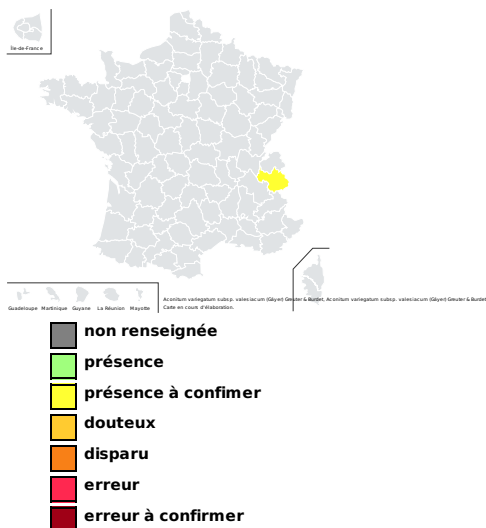 Île-de-France
Guadeloupe Martinique Guyane La Réunion Mayotte
Aconitum variegatum subsp. valesiacum (Gáyer) Greuter & Burdet, Aconitum variegatum subsp. valesiacum (Gáyer) Greuter & Burdet
Carte en cours d'élaboration.
non renseignée
présence
présence à confimer
douteux
disparu
erreur
erreur à confirmer